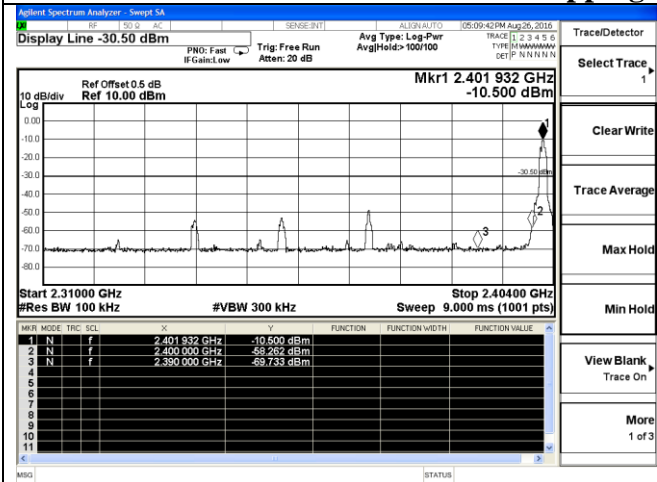 Agilent Spectrum Analyzer - Swept SA
RF 50 Ω AC SENSE:INT ALIGN AUTO 05:09:42 PM Aug 26, 2016
Display Line -30.50 dBm
PNO: Fast
IFGain:Low
Trig: Free Run
Atten: 20 dB
Avg Type: Log-Pwr
Avg|Hold:> 100/100
TRACE 1 2 3 4 5 6
TYPE M WWWWW
DET P N N N N N
Ref Offset 0.5 dB
Ref 10.00 dBm
10 dB/div
Log
Mkr1 2.401 932 GHz
-10.500 dBm
0.00
-10.0
-20.0
-30.0
-40.0
-50.0
-60.0
-70.0
-80.0
1
-30.50 dBm
2
3
Start 2.31000 GHz
Stop 2.40400 GHz
#Res BW 100 kHz
#VBW 300 kHz
Sweep 9.000 ms (1001 pts)
MKR MODE TRC SCL X Y FUNCTION FUNCTION WIDTH FUNCTION VALUE
1 N f 2.401 932 GHz -10.500 dBm
2 N f 2.400 000 GHz -58.262 dBm
3 N f 2.390 000 GHz -69.733 dBm
4
5
6
7
8
9
10
11
MSG
STATUS
Trace/Detector
Select Trace
1
Clear Write
Trace Average
Max Hold
Min Hold
View Blank
Trace On
More
1 of 3